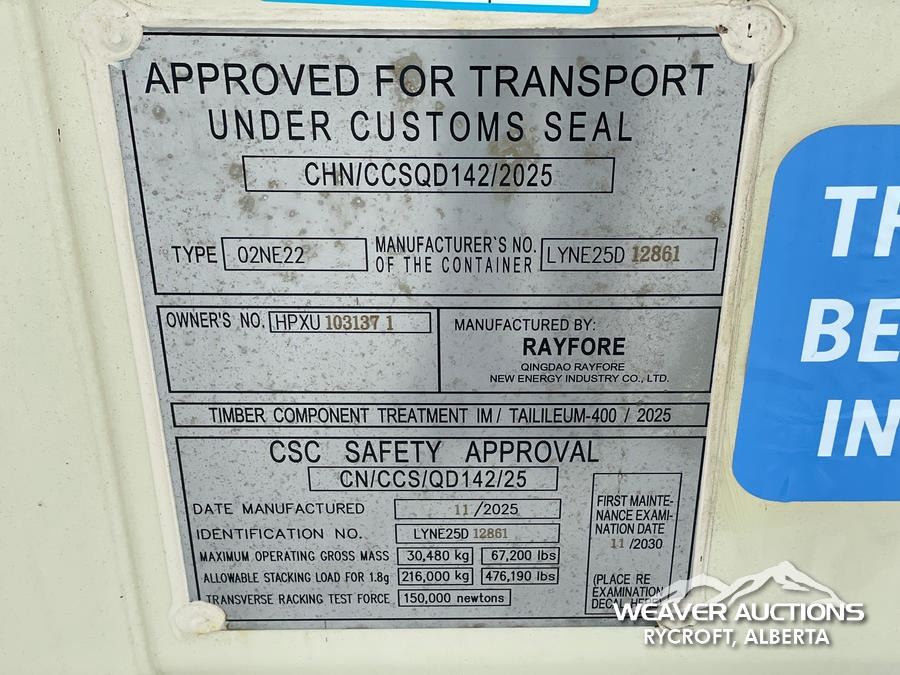 APPROVED FOR TRANSPORT
UNDER CUSTOMS SEAL
CHN/CCSQD142/2025
TYPE 02NE22 MANUFACTURER'S NO. OF THE CONTAINER LYNE25D 12861
OWNER'S NO. HPXU 103137 1
MANUFACTURED BY:
RAYFORE
QINGDAO RAYFORE
NEW ENERGY INDUSTRY CO., LTD.
TIMBER COMPONENT TREATMENT IM / TAILILEUM-400 / 2025
CSC SAFETY APPROVAL
CN/CCS/QD142/25
DATE MANUFACTURED 11 /2025
IDENTIFICATION NO. LYNE25D 12861
MAXIMUM OPERATING GROSS MASS 30,480 kg 67,200 lbs
ALLOWABLE STACKING LOAD FOR 1.8g 216,000 kg 476,190 lbs
TRANSVERSE RACKING TEST FORCE 150,000 newtons
FIRST MAINTE-
NANCE EXAMI-
NATION DATE
11 /2030
(PLACE RE
EXAMINATION
DECAL HERE)
BE
IN
WEAVER AUCTIONS
RYCROFT, ALBERTA